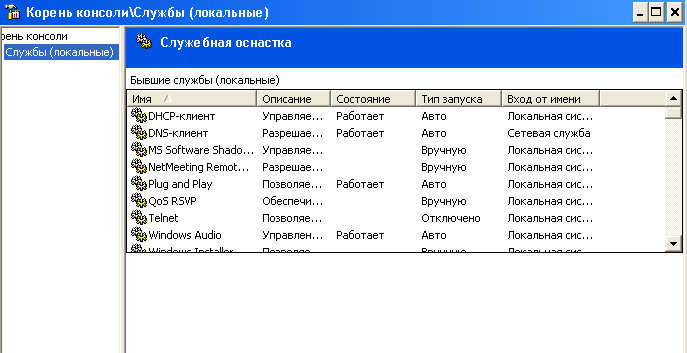 Корень консоли\Службы (локальные)
рень консоли
Службы (локальные)
Служебная оснастка
Бывшие службы (локальные)
Имя Описание Состояние Тип запуска Вход от имени
DHCP-клиент Управляе... Работает Авто Локальная сис...
DNS-клиент Разрешае... Работает Авто Сетевая служба
MS Software Shado... Управляе... Вручную Локальная сис...
NetMeeting Remot... Разрешае... Вручную Локальная сис...
Plug and Play Позволяе... Работает Авто Локальная сис...
QoS RSVP Обеспечи... Вручную Локальная сис...
Telnet Позволяе... Отключено Локальная сис...
Windows Audio Управлен... Работает Авто Локальная сис...
Windows Installer Позволяе... Вручную Локальная сис...